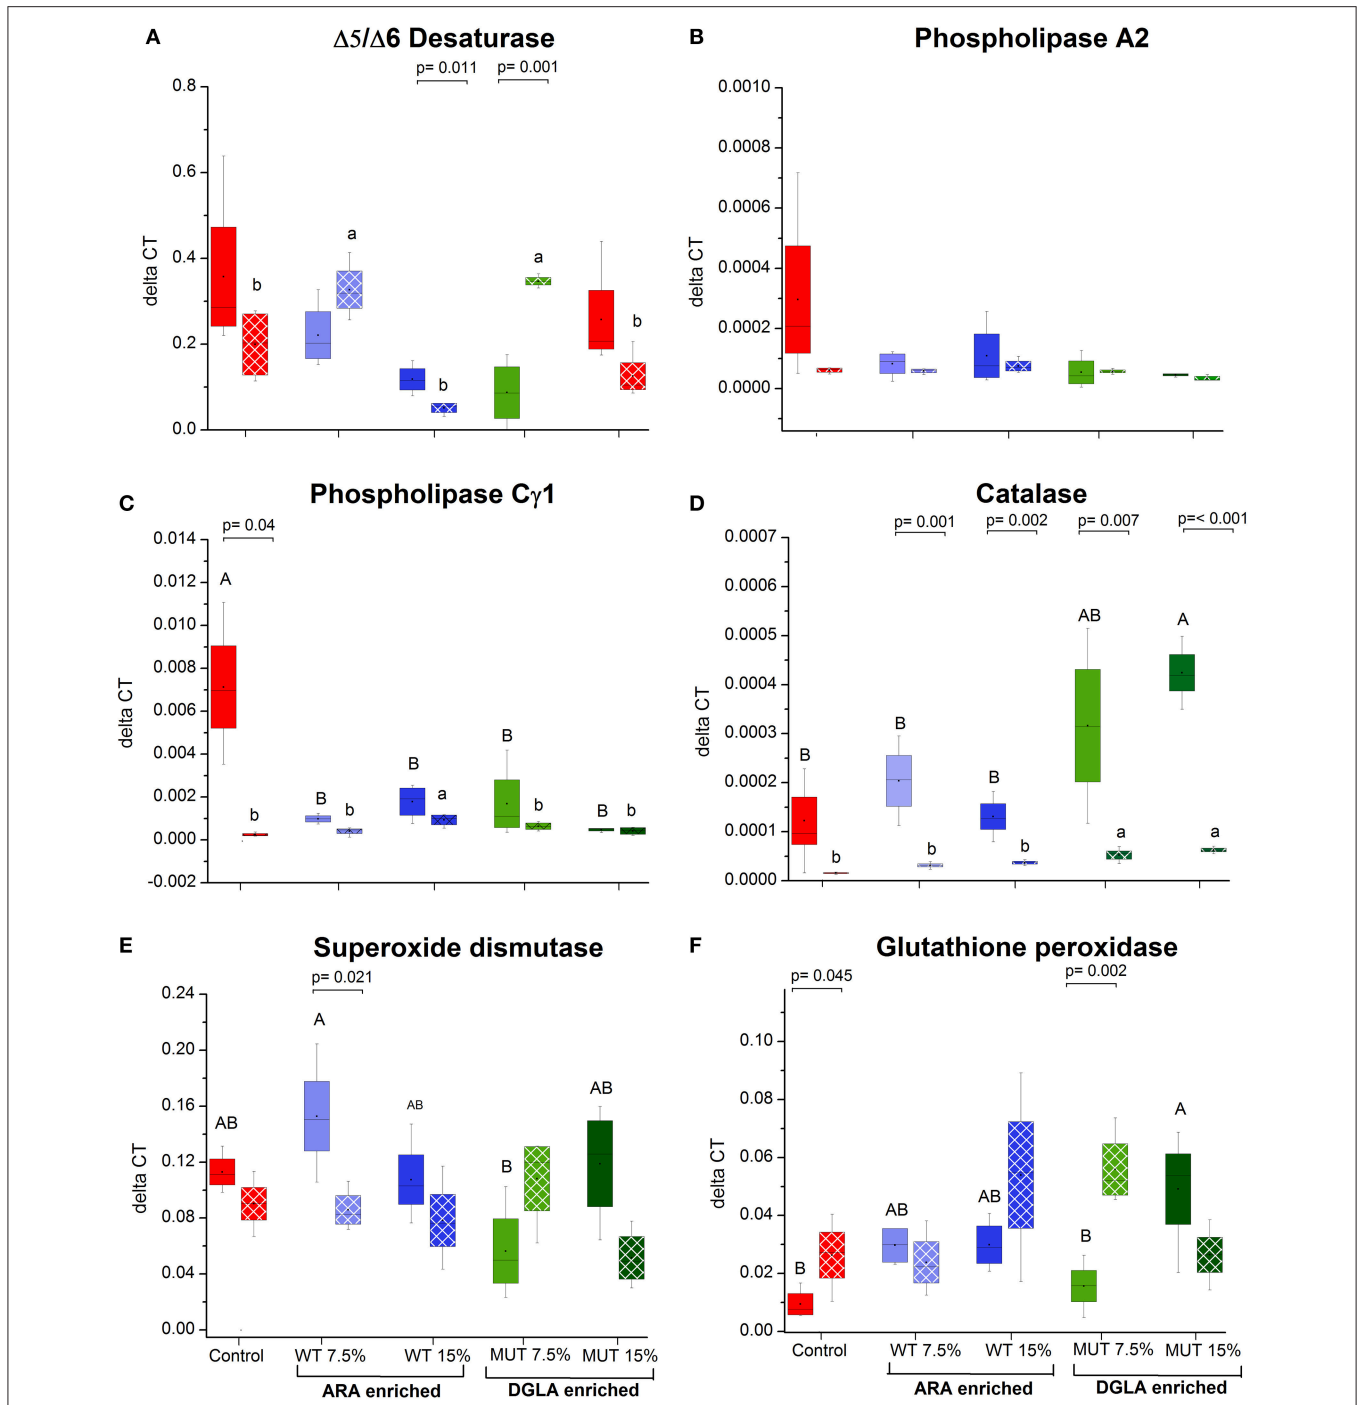 A Δ5/Δ6 Desaturase
p= 0.011 p= 0.001
0.8
0.6
0.4
0.2
0.0
delta CT
b a b a b
B Phospholipase A2
0.0010
0.0008
0.0006
0.0004
0.0002
0.0000
delta CT
C Phospholipase Cγ1
p= 0.04
0.014
0.012
0.010
0.008
0.006
0.004
0.002
0.000
-0.002
delta CT
A b B b B a B b B b
D Catalase
p= 0.001 p= 0.002 p= 0.007 p=< 0.001
0.0007
0.0006
0.0005
0.0004
0.0003
0.0002
0.0001
0.0000
delta CT
B b B b B b AB a A a
E Superoxide dismutase
p= 0.021
0.24
0.20
0.16
0.12
0.08
0.04
0.00
delta CT
AB A AB B AB
Control WT 7.5% WT 15% MUT 7.5% MUT 15%
ARA enriched DGLA enriched
F Glutathione peroxidase
p= 0.045 p= 0.002
0.10
0.08
0.06
0.04
0.02
0.00
delta CT
B AB AB B A
Control WT 7.5% WT 15% MUT 7.5% MUT 15%
ARA enriched DGLA enriched